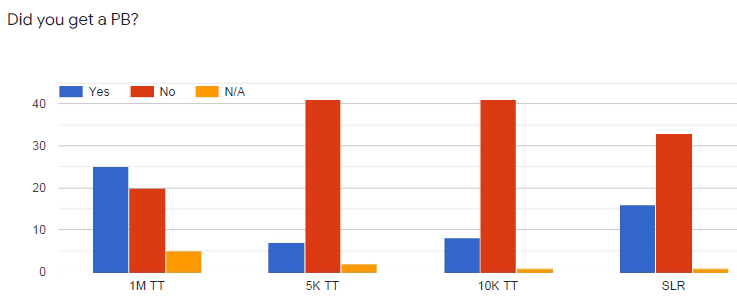 Did you get a PB?
Yes No N/A
40
30
20
10
0
1M TT 5K TT 10K TT SLR